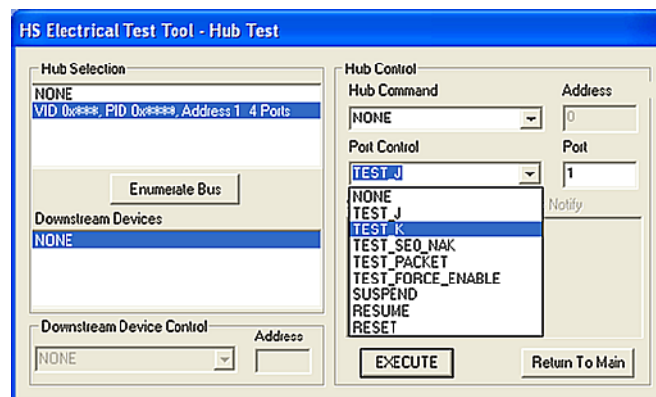 HS Electrical Test Tool - Hub Test
Hub Selection
NONE
VID 0x***, PID 0x****, Address 1 4 Ports
Enumerate Bus
Downstream Devices
NONE
Downstream Device Control
Address
NONE
Hub Control
Hub Command
Address
NONE
0
Port Control
Port
TEST_J
1
NONE
TEST_J
TEST_K
TEST_SE0_NAK
TEST_PACKET
TEST_FORCE_ENABLE
SUSPEND
RESUME
RESET
Notify
EXECUTE
Return To Main